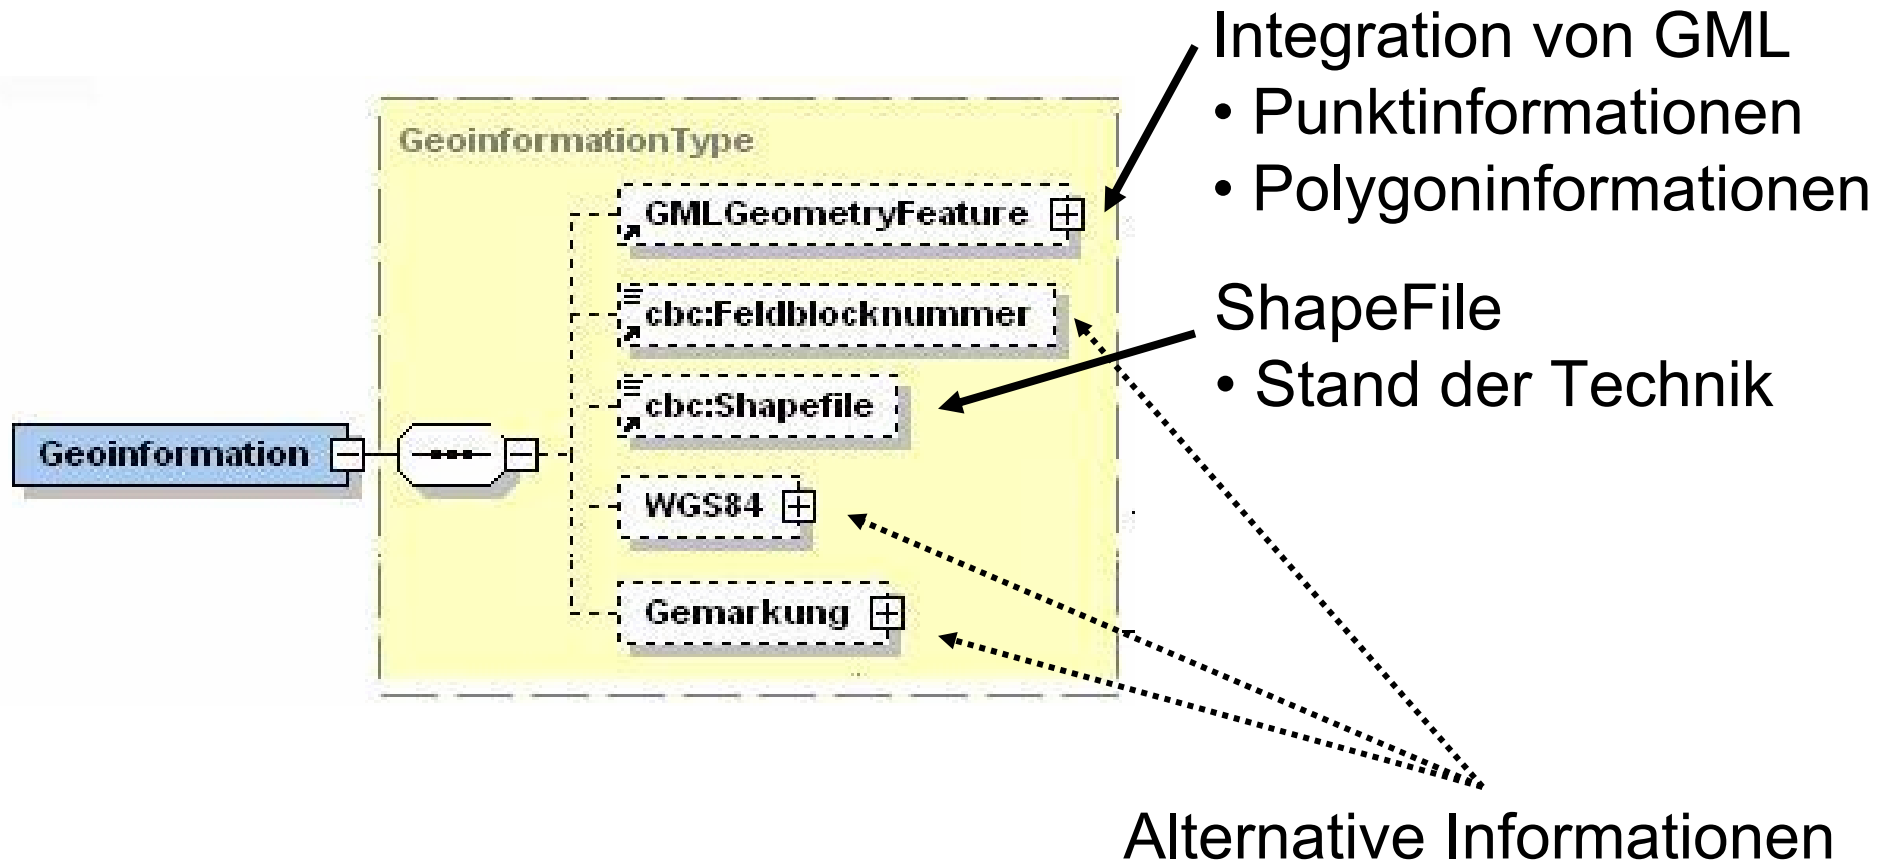 Integration von GML
• Punktinformationen
• Polygoninformationen
GeoinformationType
GMLGeometryFeature
cbc:Feldblocknummer
ShapeFile
• Stand der Technik
cbc:Shapefile
Geoinformation
WGS84
Gemarkung
Alternative Informationen